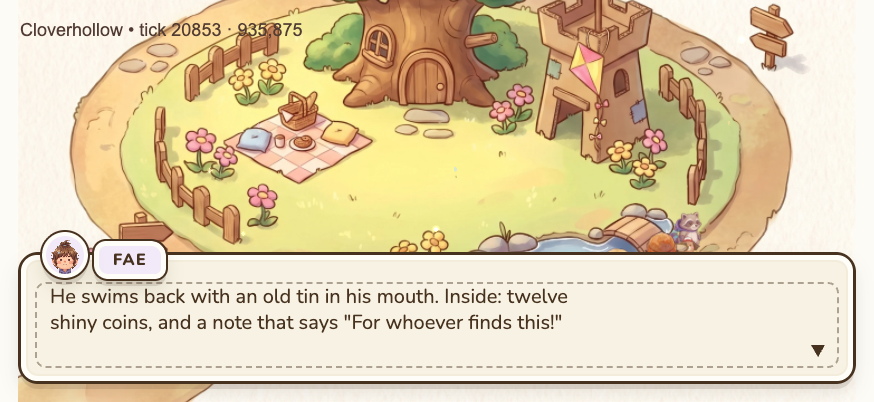 Cloverhollow • tick 20853 · 935,875
FAE
He swims back with an old tin in his mouth. Inside: twelve
shiny coins, and a note that says "For whoever finds this!"